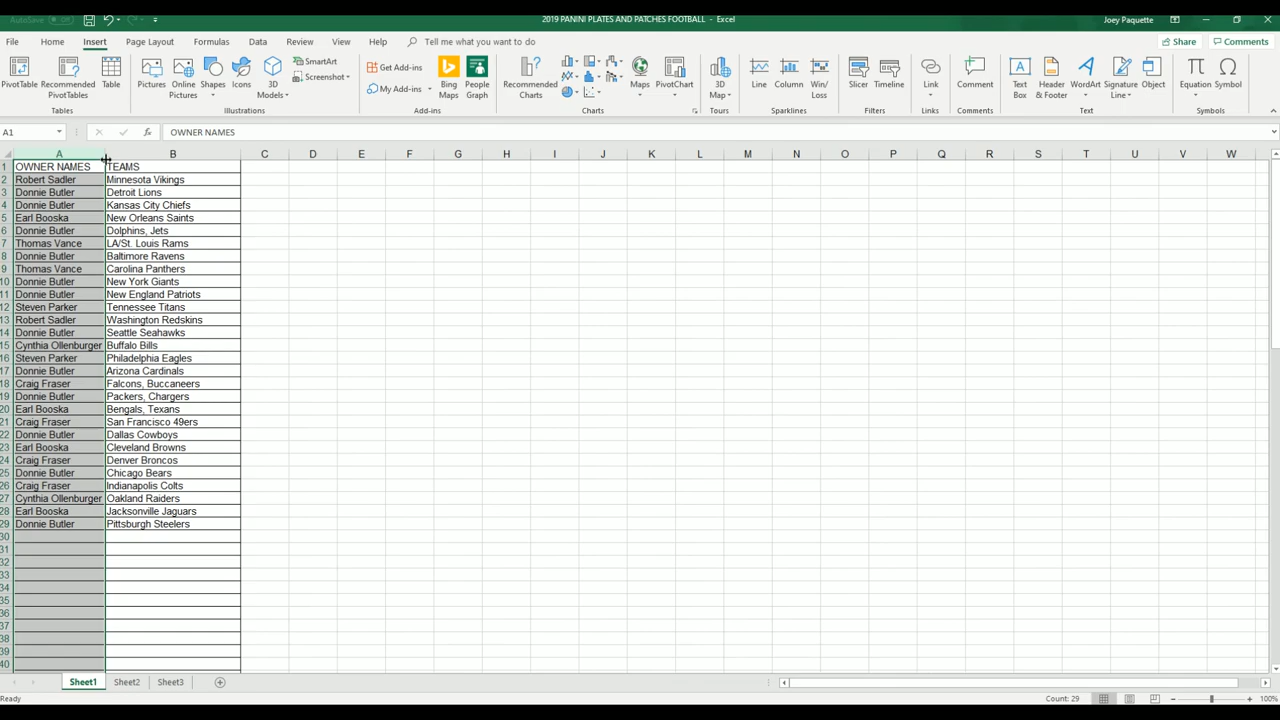 AutoSave Off 2019 PANINI PLATES AND PATCHES FOOTBALL - Excel Joey Paquette
File Home Insert Page Layout Formulas Data Review View Help Tell me what you want to do Share Comments
PivotTable Recommended PivotTables Table Pictures Online Pictures Shapes Icons 3D Models SmartArt Screenshot Get Add-ins My Add-ins Bing Maps People Graph Recommended Charts Maps PivotChart 3D Map Line Column Win/Loss Slicer Timeline Link Comment Text Box Header & Footer WordArt Signature Line Object Equation Symbol
Tables Illustrations Add-ins Charts Tours Sparklines Filters Links Comments Text Symbols
A1 fx OWNER NAMES
A B C D E F G H I J K L M N O P Q R S T U V W
1 OWNER NAMES TEAMS
2 Robert Sadler Minnesota Vikings
3 Donnie Butler Detroit Lions
4 Donnie Butler Kansas City Chiefs
5 Earl Booska New Orleans Saints
6 Donnie Butler Dolphins, Jets
7 Thomas Vance LA/St. Louis Rams
8 Donnie Butler Baltimore Ravens
9 Thomas Vance Carolina Panthers
10 Donnie Butler New York Giants
11 Donnie Butler New England Patriots
12 Steven Parker Tennessee Titans
13 Robert Sadler Washington Redskins
14 Donnie Butler Seattle Seahawks
15 Cynthia Ollenburger Buffalo Bills
16 Steven Parker Philadelphia Eagles
17 Donnie Butler Arizona Cardinals
18 Craig Fraser Falcons, Buccaneers
19 Donnie Butler Packers, Chargers
20 Earl Booska Bengals, Texans
21 Craig Fraser San Francisco 49ers
22 Donnie Butler Dallas Cowboys
23 Earl Booska Cleveland Browns
24 Craig Fraser Denver Broncos
25 Donnie Butler Chicago Bears
26 Craig Fraser Indianapolis Colts
27 Cynthia Ollenburger Oakland Raiders
28 Earl Booska Jacksonville Jaguars
29 Donnie Butler Pittsburgh Steelers
30
31
32
33
34
35
36
37
38
39
40
Sheet1 Sheet2 Sheet3
Ready Count: 29 100%